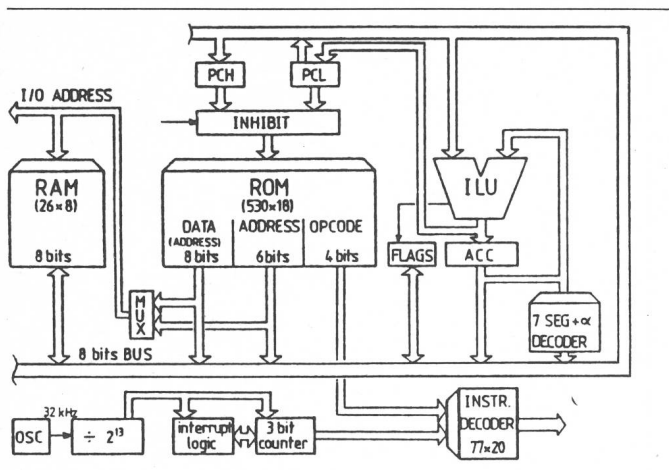 PCH
PCL
I/O ADDRESS
INHIBIT
RAM
(26×8)
8 bits
ROM
(530×18)
DATA
(ADDRESS)
8 bits
ADDRESS
6 bits
OPCODE
4 bits
ILU
FLAGS
ACC
MUX
7 SEG+α
DECODER
8 bits BUS
32 kHz
OSC
÷ 2¹³
interrupt
logic
3 bit
counter
INSTR.
DECODER
77×20